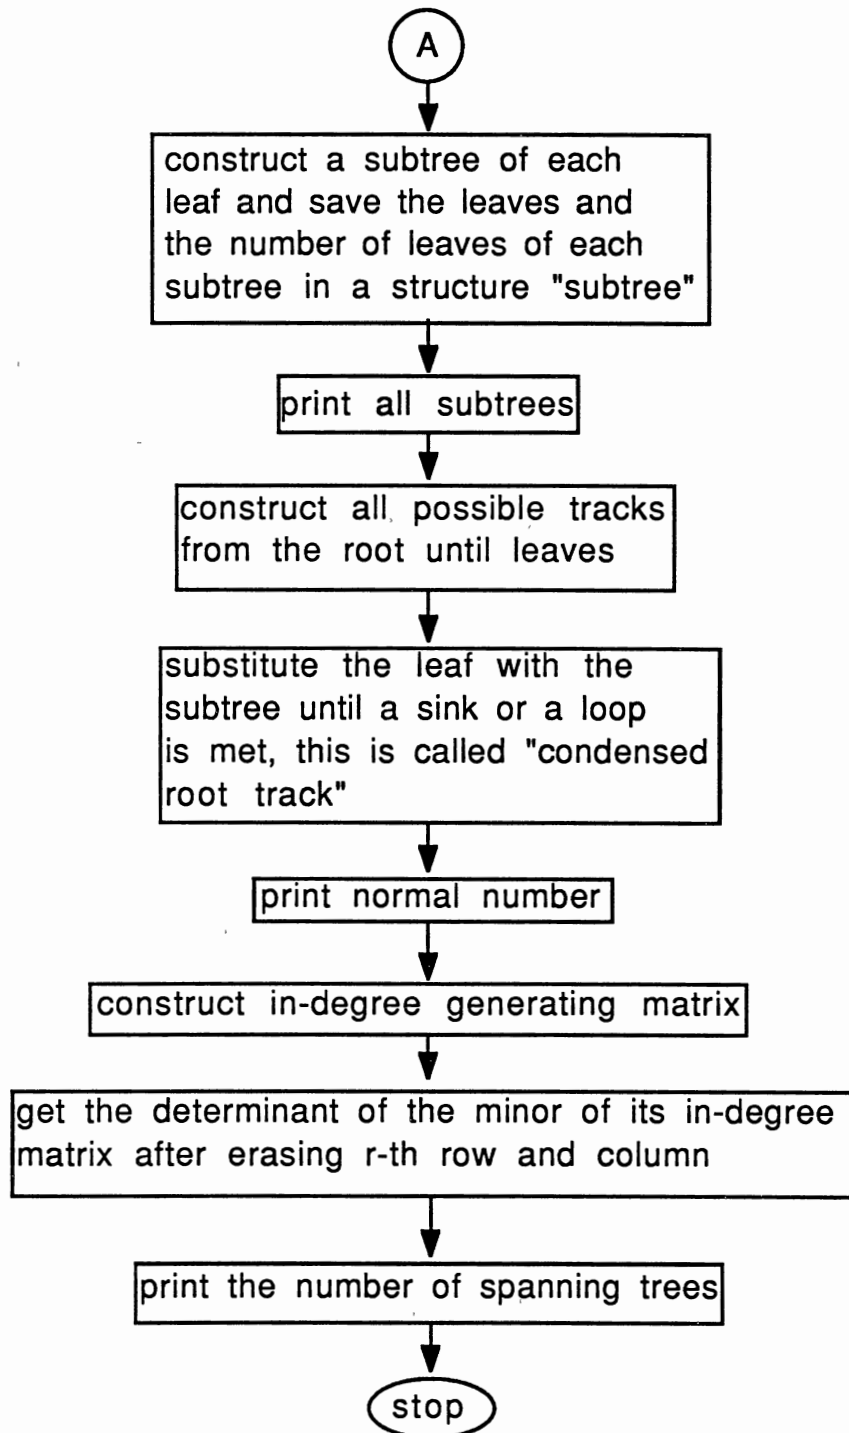 A
construct a subtree of each
leaf and save the leaves and
the number of leaves of each
subtree in a structure "subtree"
print all subtrees
construct all possible tracks
from the root until leaves
substitute the leaf with the
subtree until a sink or a loop
is met, this is called "condensed
root track"
print normal number
construct in-degree generating matrix
get the determinant of the minor of its in-degree
matrix after erasing r-th row and column
print the number of spanning trees
stop